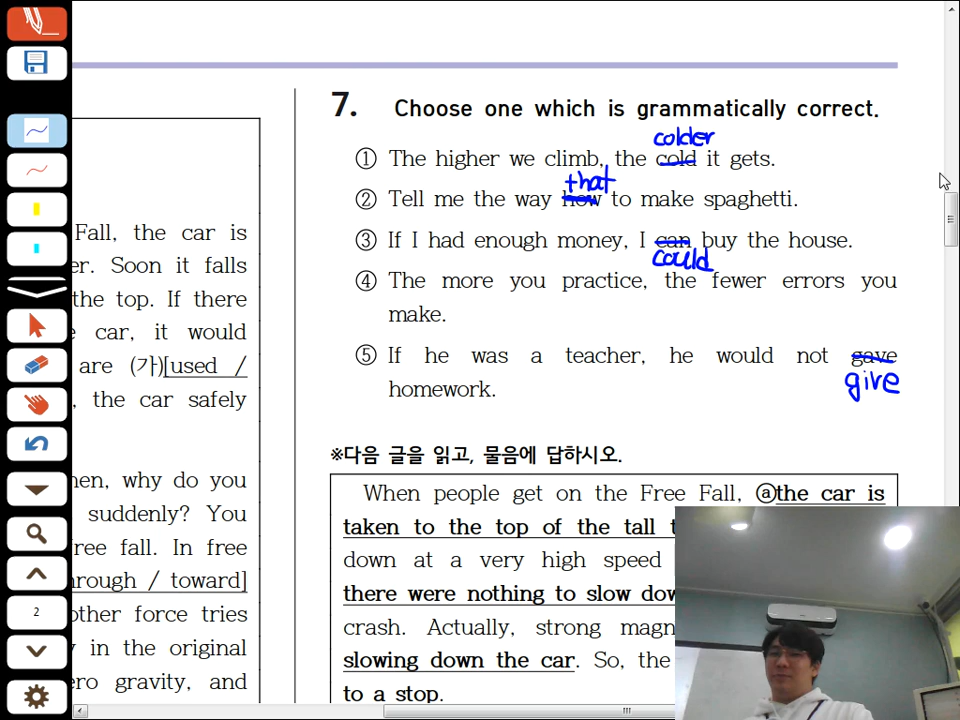 7. Choose one which is grammatically correct.
colder
① The higher we climb, the cold it gets.
that
② Tell me the way how to make spaghetti.
③ If I had enough money, I can buy the house.
could
④ The more you practice, the fewer errors you
make.
⑤ If he was a teacher, he would not gave
give
homework.
※다음 글을 읽고, 물음에 답하시오.
When people get on the Free Fall, ⓐthe car is
taken to the top of the tall
down at a very high speed
there were nothing to slow
crash. Actually, strong
slowing down the car. So, the
to a stop.
Fall, the car is
Soon it falls
the top. If there
car, it would
are (가)[used /
, the car safely
why do you
suddenly? You
free fall. In free
/ toward]
other force tries
in the original
gravity, and
2